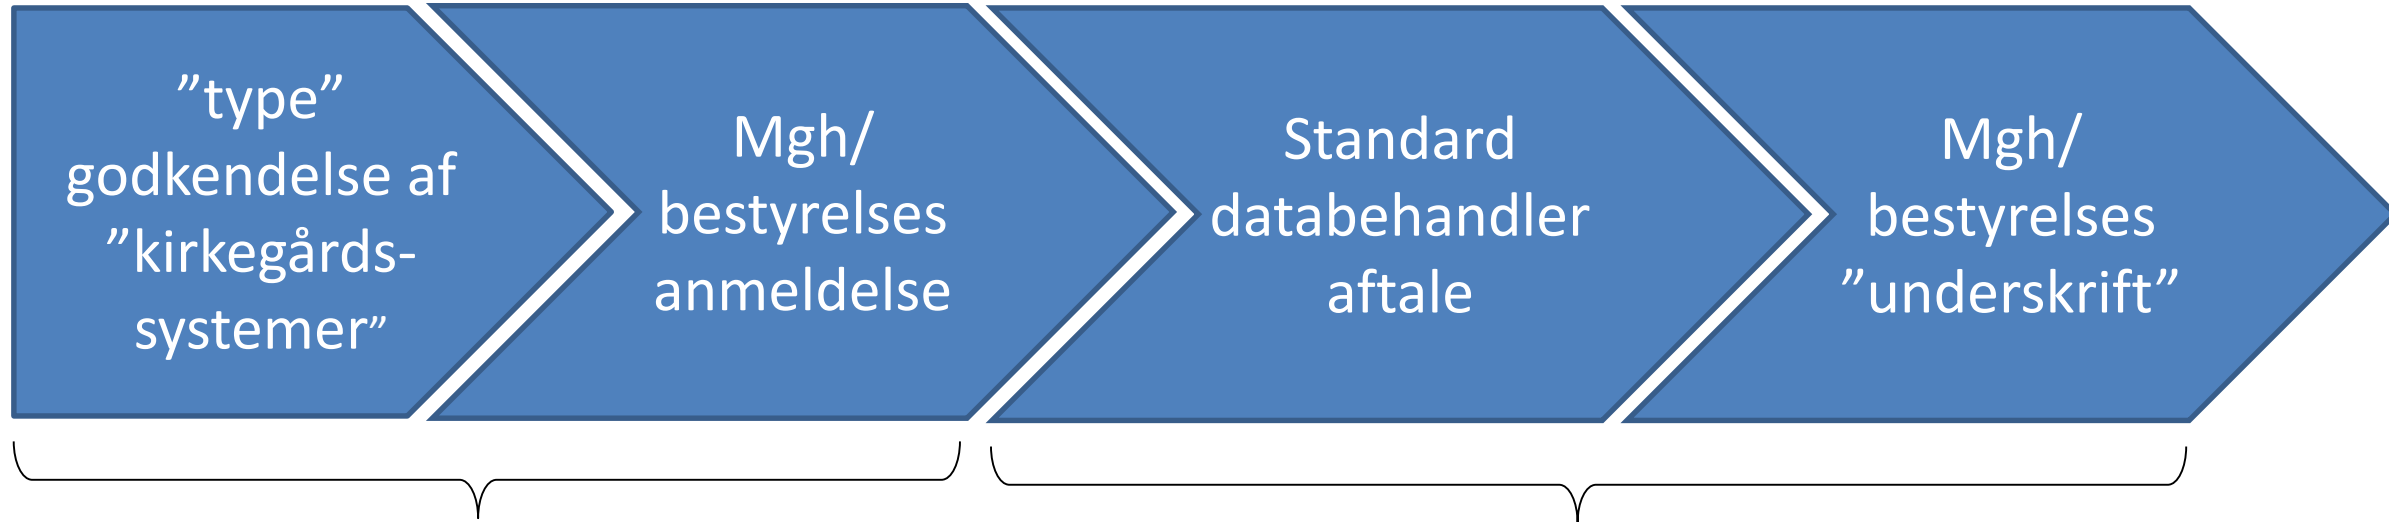 ”type”
godkendelse af
”kirkegårds-
systemer”
Mgh/
bestyrelses
anmeldelse
Standard
databehandler
aftale
Mgh/
bestyrelses
”underskrift”